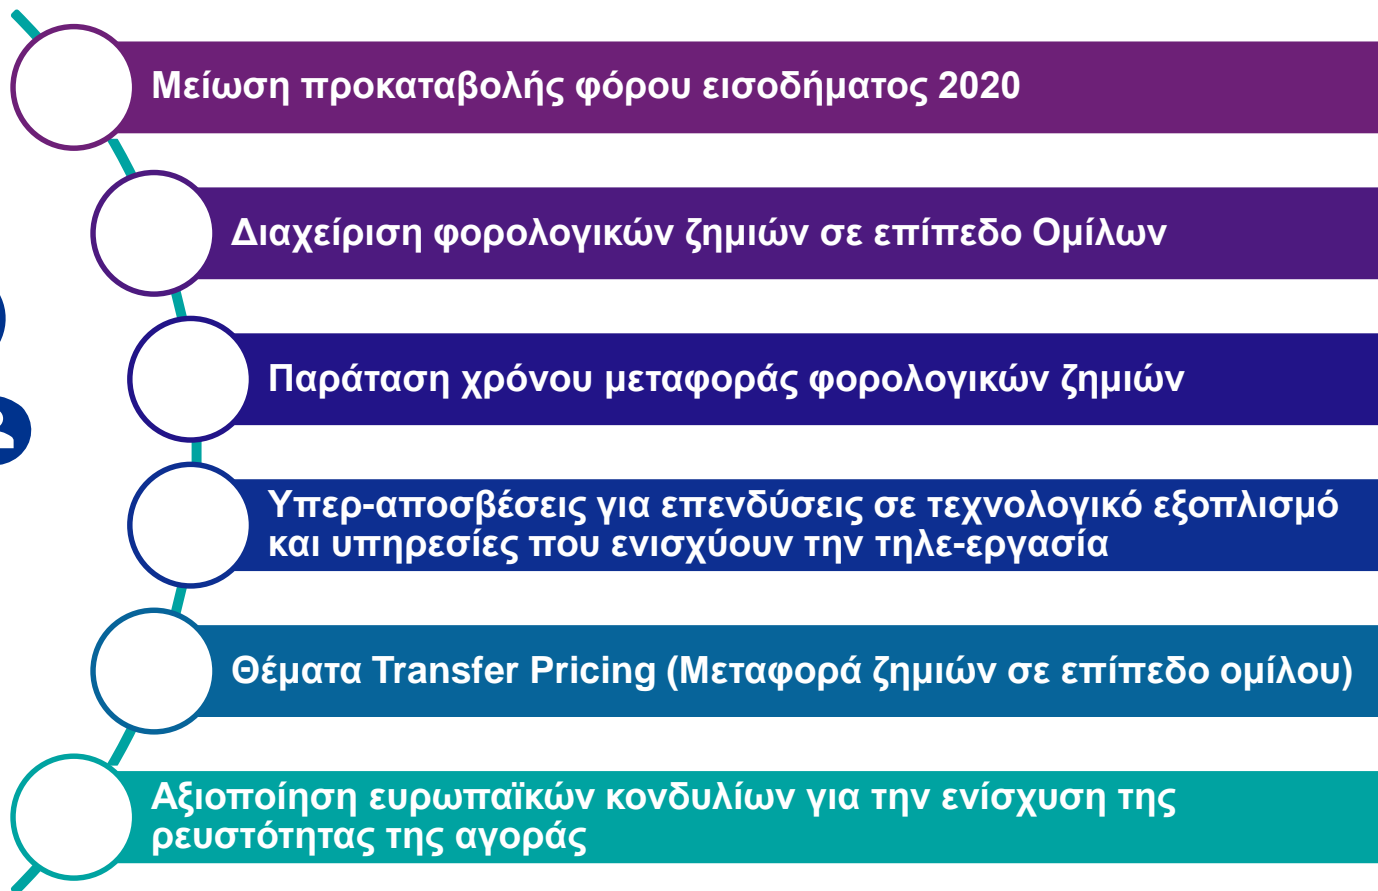 Μείωση προκαταβολής φόρου εισοδήματος 2020
Διαχείριση φορολογικών ζημιών σε επίπεδο Ομίλων
Παράταση χρόνου μεταφοράς φορολογικών ζημιών
Υπερ-αποσβέσεις για επενδύσεις σε τεχνολογικό εξοπλισμό
και υπηρεσίες που ενισχύουν την τηλε-εργασία
Θέματα Transfer Pricing (Μεταφορά ζημιών σε επίπεδο ομίλου)
Αξιοποίηση ευρωπαϊκών κονδυλίων για την ενίσχυση της
ρευστότητας της αγοράς